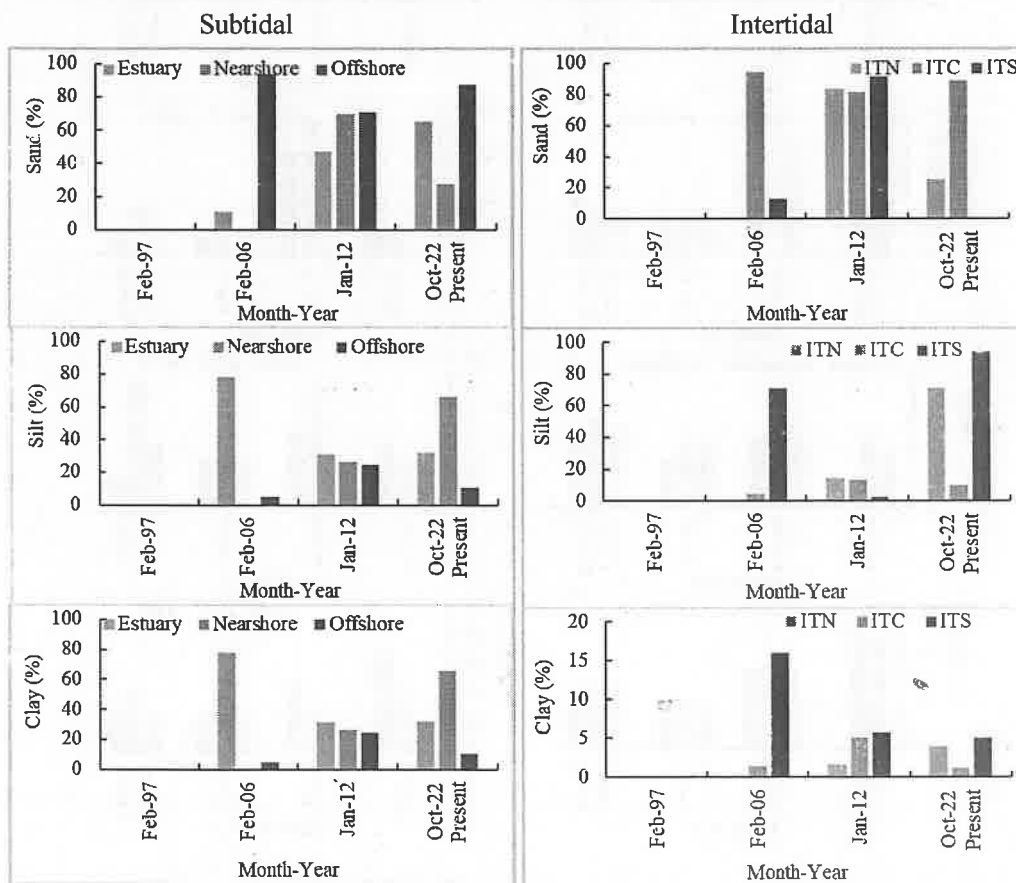 Subtidal
Estuary Nearshore Offshore
Sand (%)
100
80
60
40
20
0
Feb-97
Feb-06
Jan-12
Oct-22
Present
Month-Year
Estuary Nearshore Offshore
Silt (%)
100
80
60
40
20
0
Feb-97
Feb-06
Jan-12
Oct-22
Present
Month-Year
Estuary Nearshore Offshore
Clay (%)
100
80
60
40
20
0
Feb-97
Feb-06
Jan-12
Oct-22
Present
Month-Year
Intertidal
ITN ITC ITS
Sand (%)
100
80
60
40
20
0
Feb-97
Feb-06
Jan-12
Oct-22
Present
Month-Year
ITN ITC ITS
Silt (%)
100
80
60
40
20
0
Feb-97
Feb-06
Jan-12
Oct-22
Present
Month-Year
ITN ITC ITS
Clay (%)
20
15
10
5
0
Feb-97
Feb-06
Jan-12
Oct-22
Present
Month-Year